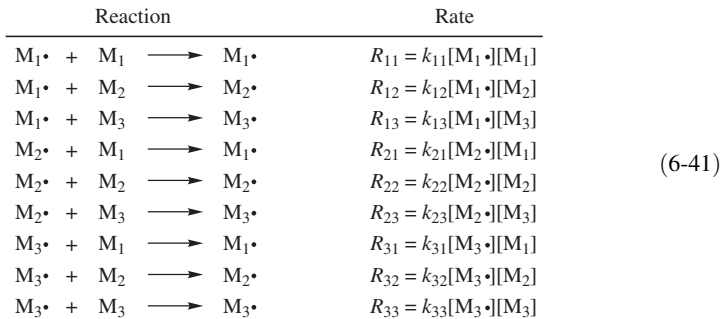 Reaction Rate
M₁• + M₁ ⟶ M₁• R₁₁ = k₁₁[M₁•][M₁]
M₁• + M₂ ⟶ M₂• R₁₂ = k₁₂[M₁•][M₂]
M₁• + M₃ ⟶ M₃• R₁₃ = k₁₃[M₁•][M₃]
M₂• + M₁ ⟶ M₁• R₂₁ = k₂₁[M₂•][M₁]
M₂• + M₂ ⟶ M₂• R₂₂ = k₂₂[M₂•][M₂]
M₂• + M₃ ⟶ M₃• R₂₃ = k₂₃[M₂•][M₃]
M₃• + M₁ ⟶ M₁• R₃₁ = k₃₁[M₃•][M₁]
M₃• + M₂ ⟶ M₂• R₃₂ = k₃₂[M₃•][M₂]
M₃• + M₃ ⟶ M₃• R₃₃ = k₃₃[M₃•][M₃]
(6-41)